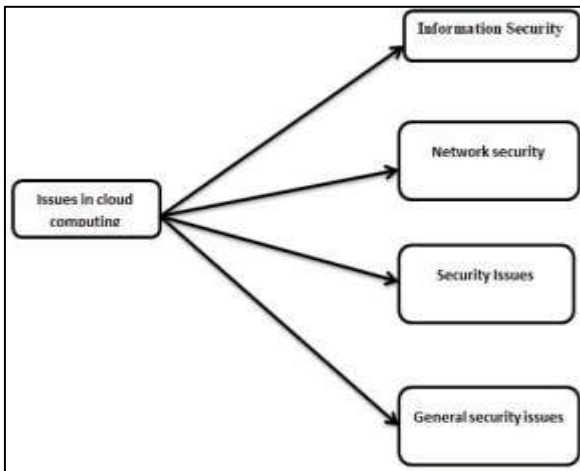 Information Security
Network security
Issues in cloud
computing
Security Issues
General security issues